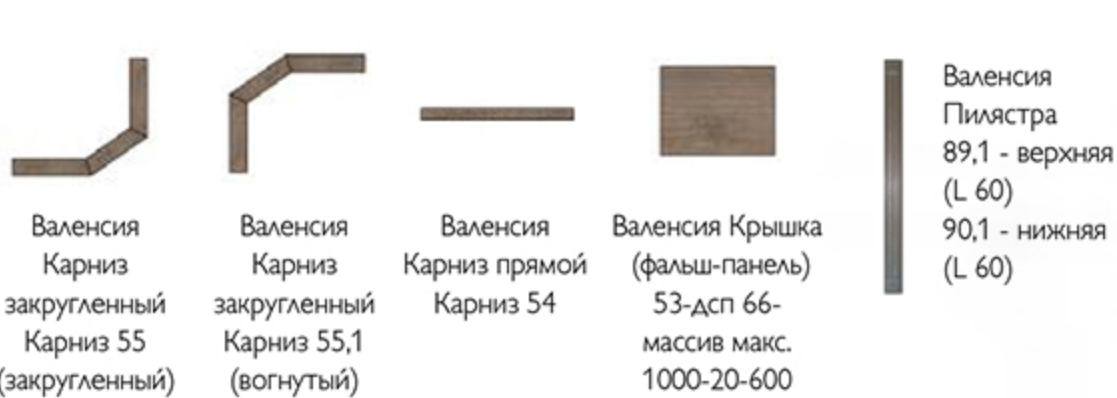 Валенсия
Карниз
закругленный
Карниз 55
(закругленный)
Валенсия
Карниз
закругленный
Карниз 55,1
(вогнутый)
Валенсия
Карниз прямой
Карниз 54
Валенсия Крышка
(фальш-панель)
53-дсп 66-
массив макс.
1000-20-600
Валенсия
Пилястра
89,1 - верхняя
(L 60)
90,1 - нижняя
(L 60)